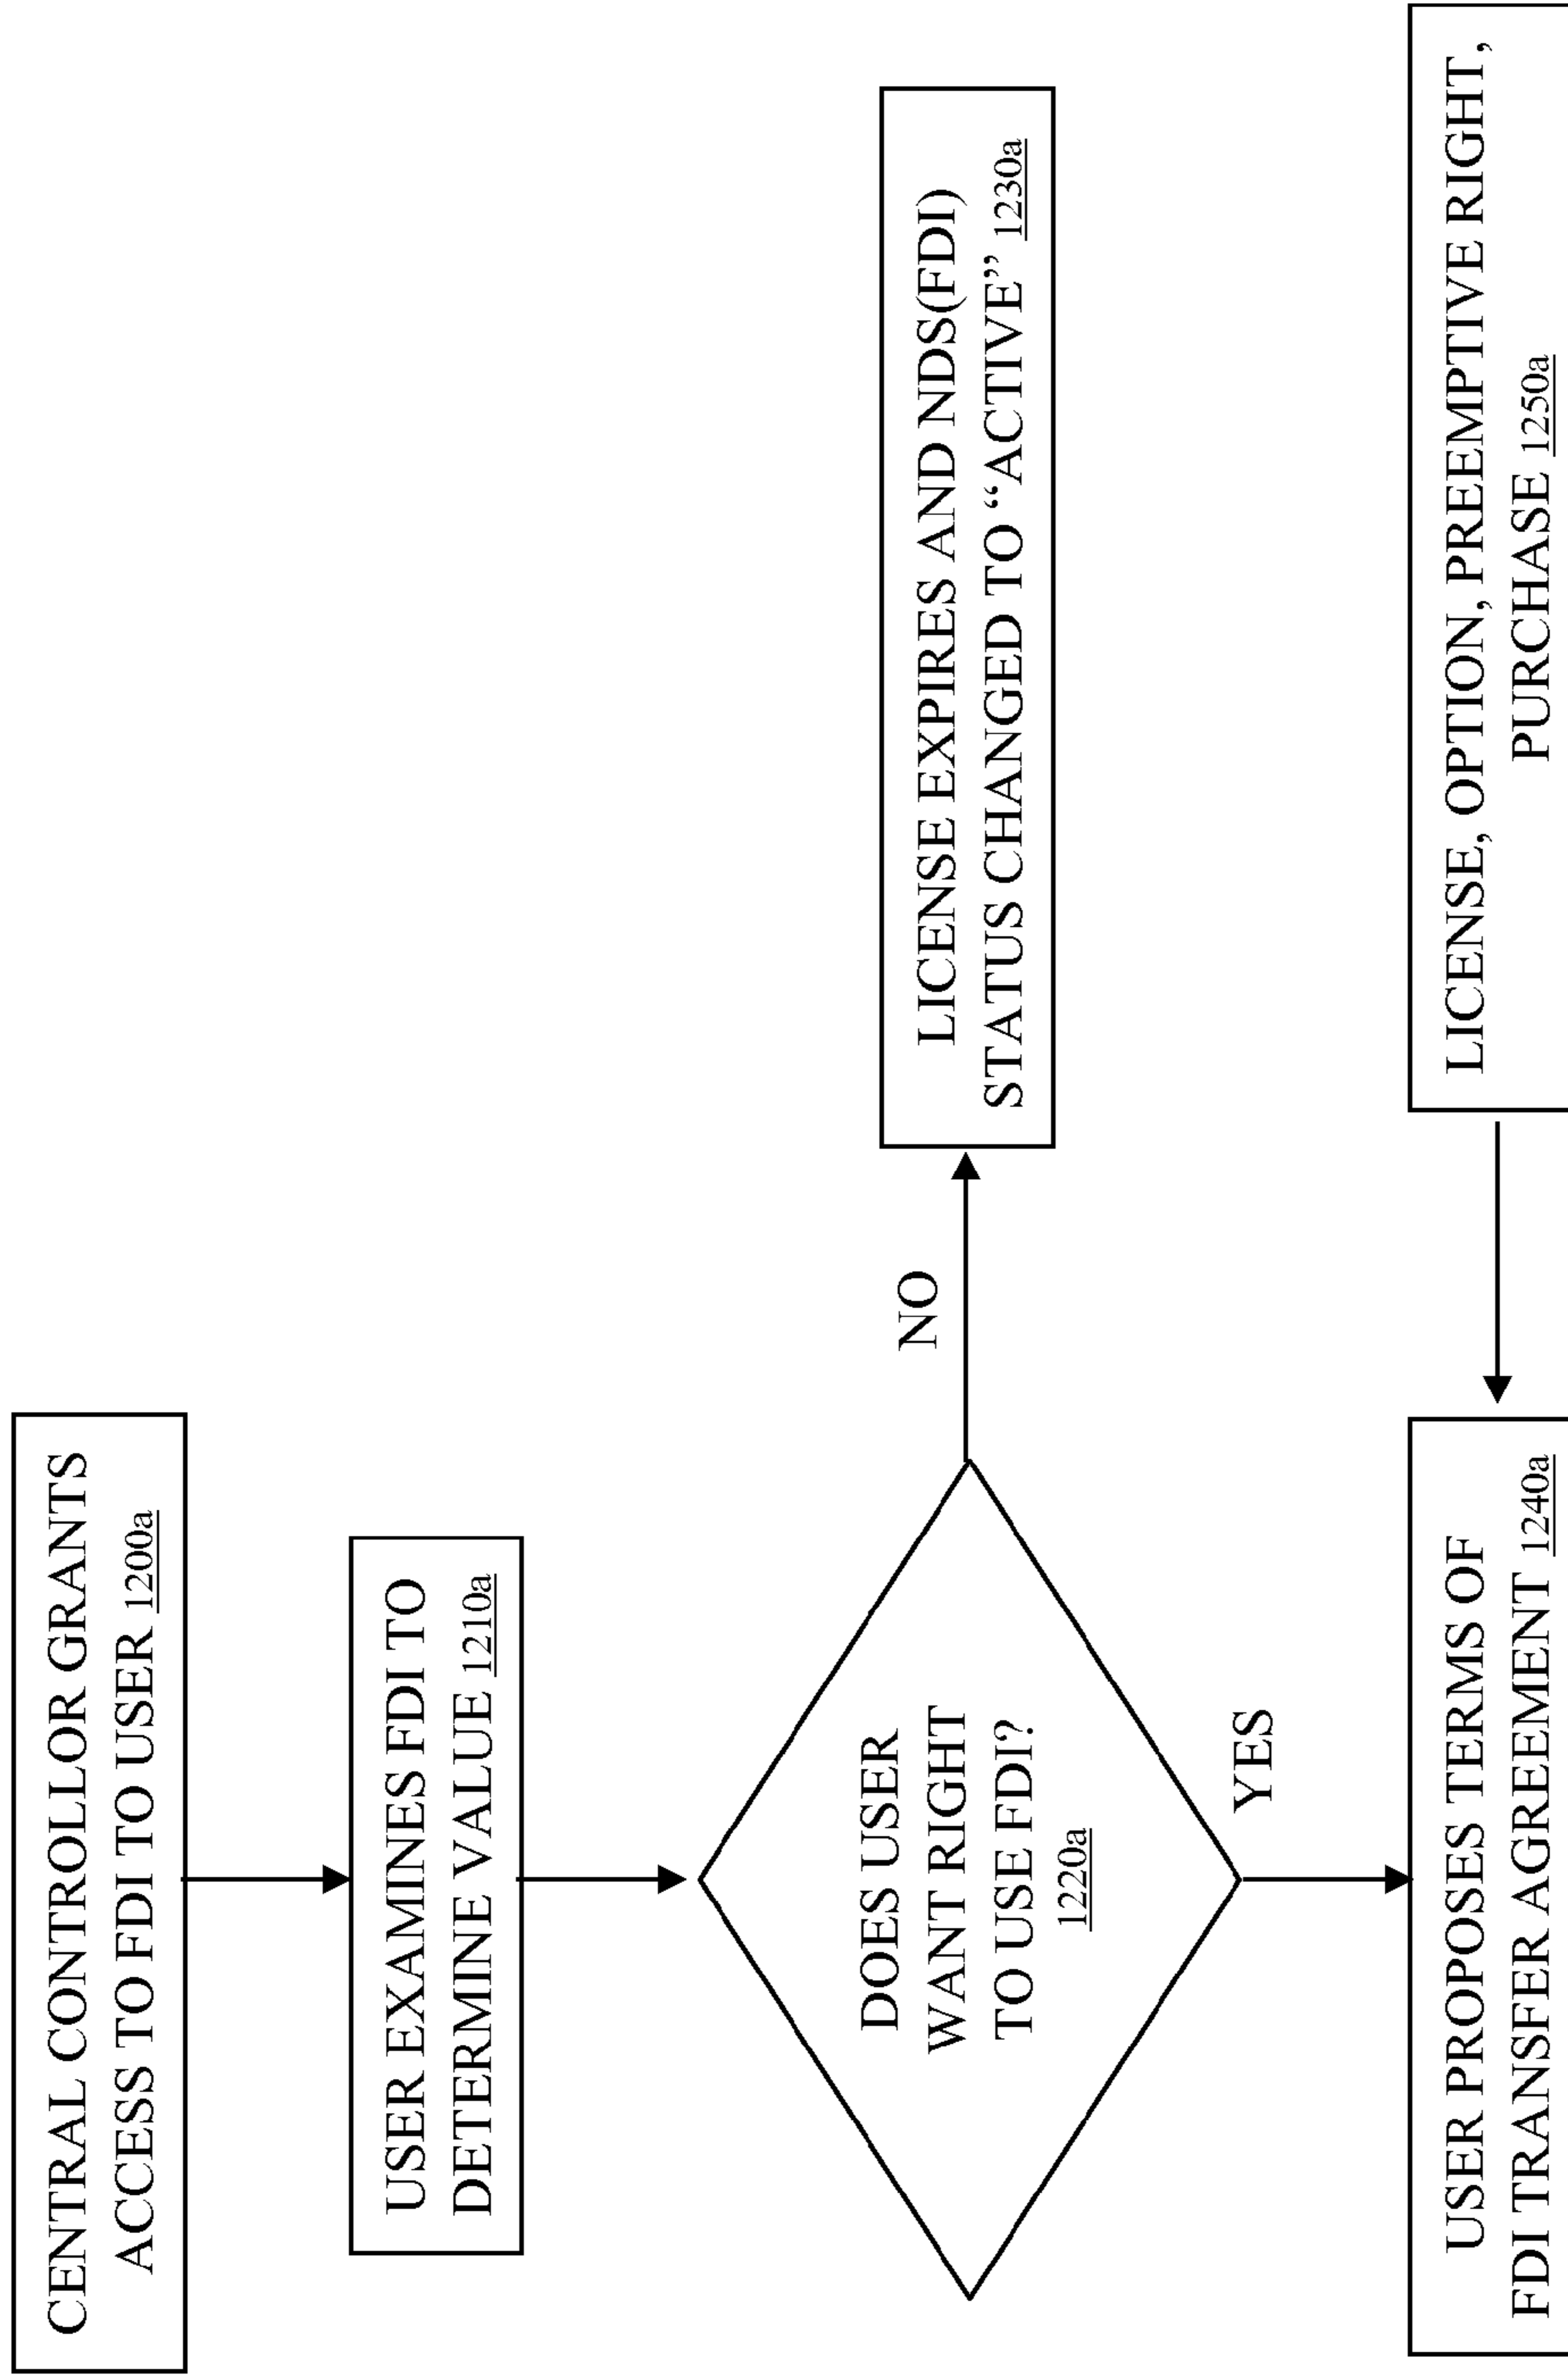 CENTRAL CONTROLLOR GRANTS
ACCESS TO FDI TO USER 1200a
USER EXAMINES FDI TO
DETERMINE VALUE 1210a
DOES USER
WANT RIGHT
TO USE FDI?
1220a
NO
LICENSE EXPIRES AND NDS(FDI)
STATUS CHANGED TO “ACTIVE” 1230a
YES
USER PROPOSES TERMS OF
FDI TRANSFER AGREEMENT 1240a
LICENSE, OPTION, PREEMPTIVE RIGHT,
PURCHASE 1250a